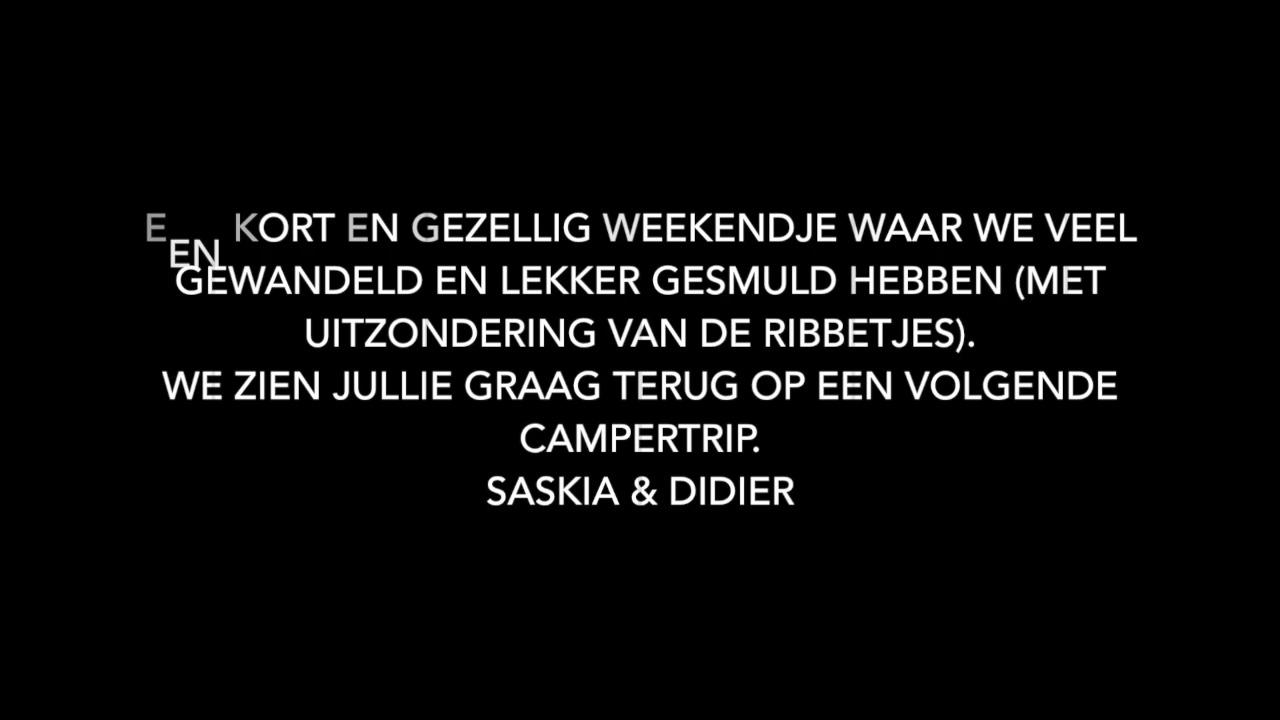 EEN KORT EN GEZELLIG WEEKENDJE WAAR WE VEEL
GEWANDELD EN LEKKER GESMULD HEBBEN (MET
UITZONDERING VAN DE RIBBETJES).
WE ZIEN JULLIE GRAAG TERUG OP EEN VOLGENDE
CAMPERTRIP.
SASKIA & DIDIER